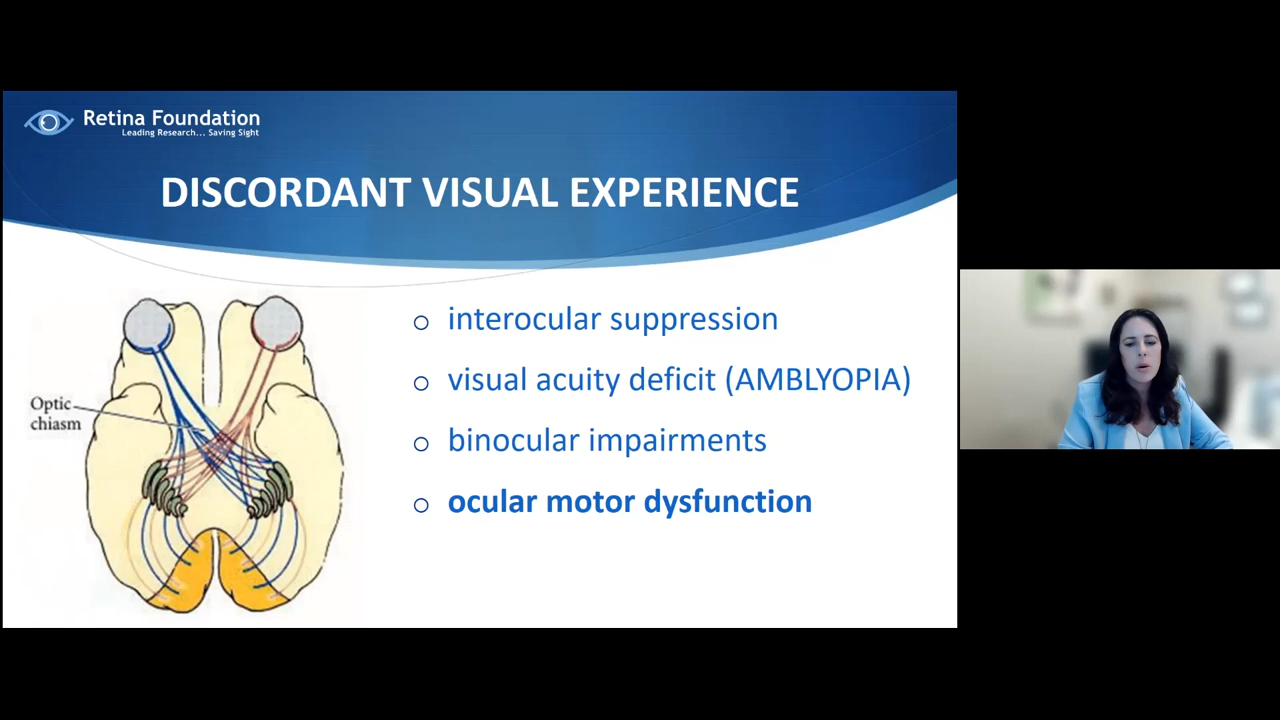 Retina Foundation
Leading Research... Saving Sight
DISCORDANT VISUAL EXPERIENCE
Optic
chiasm
interocular suppression
visual acuity deficit (AMBLYOPIA)
binocular impairments
ocular motor dysfunction